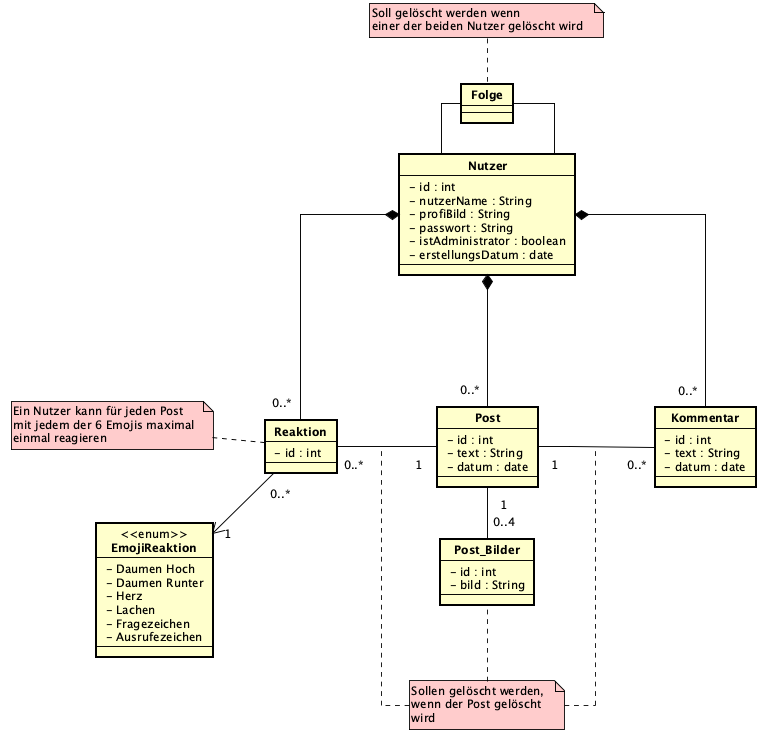 Soll gelöscht werden wenn
einer der beiden Nutzer gelöscht wird
Folge
Nutzer
- id : int
- nutzerName : String
- profiBild : String
- passwort : String
- istAdministrator : boolean
- erstellungsDatum : date
0..*
0..*
0..*
Ein Nutzer kann für jeden Post
mit jedem der 6 Emojis maximal
einmal reagieren
Reaktion
- id : int
0..*
1
Post
- id : int
- text : String
- datum : date
1
0..*
Kommentar
- id : int
- text : String
- datum : date
0..*
1
1
0..4
<<enum>>
EmojiReaktion
- Daumen Hoch
- Daumen Runter
- Herz
- Lachen
- Fragezeichen
- Ausrufezeichen
Post_Bilder
- id : int
- bild : String
Sollen gelöscht werden,
wenn der Post gelöscht
wird